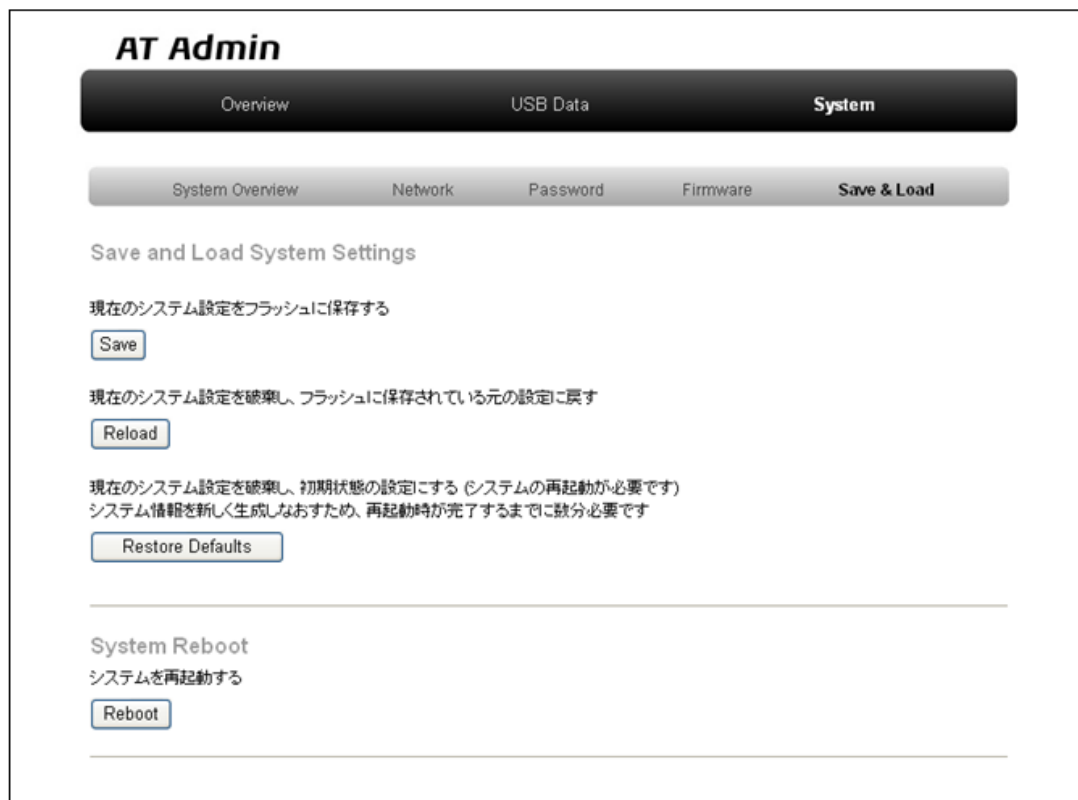 AT Admin
Overview USB Data System
System Overview Network Password Firmware Save & Load
Save and Load System Settings
現在のシステム設定をフラッシュに保存する
Save
現在のシステム設定を破棄し、フラッシュに保存されている元の設定に戻す
Reload
現在のシステム設定を破棄し、初期状態の設定にする (システムの再起動が必要です)
システム情報を新しく生成しなおすため、再起動時が完了するまでに数分必要です
Restore Defaults
System Reboot
システムを再起動する
Reboot